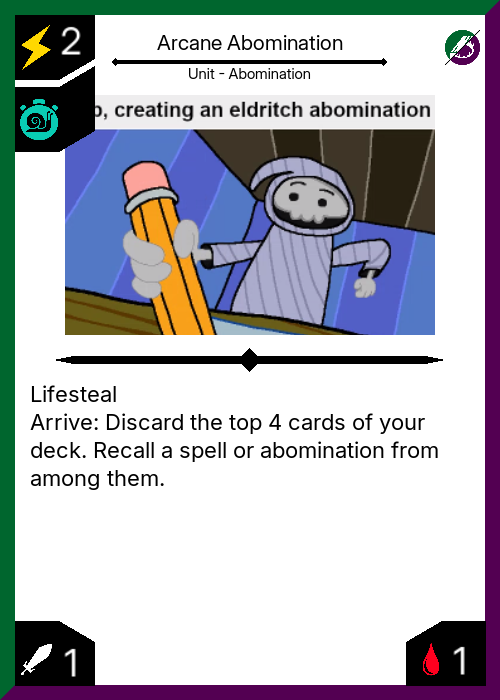 2
Arcane Abomination
Unit - Abomination
, creating an eldritch abomination
Lifesteal
Arrive: Discard the top 4 cards of your
deck. Recall a spell or abomination from
among them.
1
1